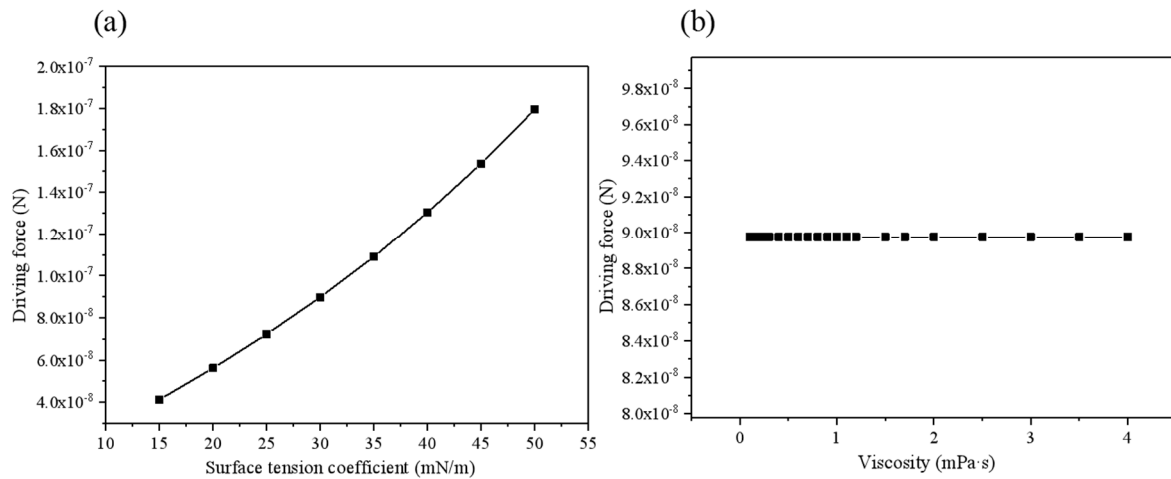 (a)
Driving force (N)
2.0x10⁻⁷
1.8x10⁻⁷
1.6x10⁻⁷
1.4x10⁻⁷
1.2x10⁻⁷
1.0x10⁻⁷
8.0x10⁻⁸
6.0x10⁻⁸
4.0x10⁻⁸
10 15 20 25 30 35 40 45 50 55
Surface tension coefficient (mN/m)
(b)
Driving force (N)
9.8x10⁻⁸
9.6x10⁻⁸
9.4x10⁻⁸
9.2x10⁻⁸
9.0x10⁻⁸
8.8x10⁻⁸
8.6x10⁻⁸
8.4x10⁻⁸
8.2x10⁻⁸
8.0x10⁻⁸
0 1 2 3 4
Viscosity (mPa·s)